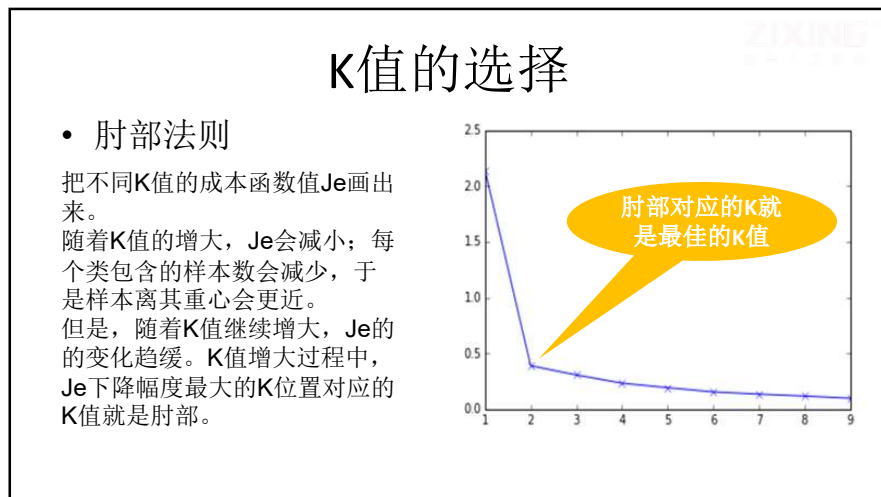 ZIXING
K值的选择
• 肘部法则
把不同K值的成本函数值Je画出
来。
随着K值的增大，Je会减小；每
个类包含的样本数会减少，于
是样本离其重心会更近。
但是，随着K值继续增大，Je的
的变化趋缓。K值增大过程中，
Je下降幅度最大的K位置对应的
K值就是肘部。
2.5
2.0
1.5
1.0
0.5
0.0
1 2 3 4 5 6 7 8 9
肘部对应的K就
是最佳的K值